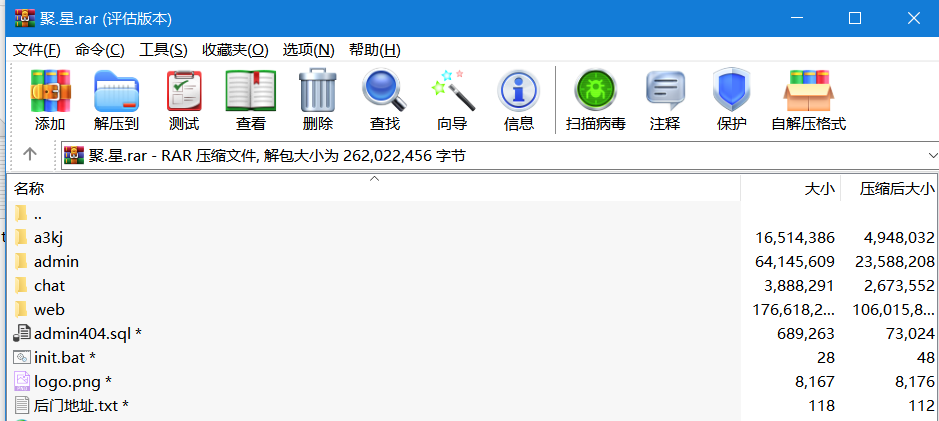 聚.星.rar (评估版本)
文件(F) 命令(C) 工具(S) 收藏夹(O) 选项(N) 帮助(H)
添加 解压到 测试 查看 删除 查找 向导 信息 扫描病毒 注释 保护 自解压格式
聚.星.rar - RAR 压缩文件, 解包大小为 262,022,456 字节
名称 大小 压缩后大小
..
a3kj 16,514,386 4,948,032
admin 64,145,609 23,588,208
chat 3,888,291 2,673,552
web 176,618,2... 106,015,8...
admin404.sql * 689,263 73,024
init.bat * 28 48
logo.png * 8,167 8,176
后门地址.txt * 118 112